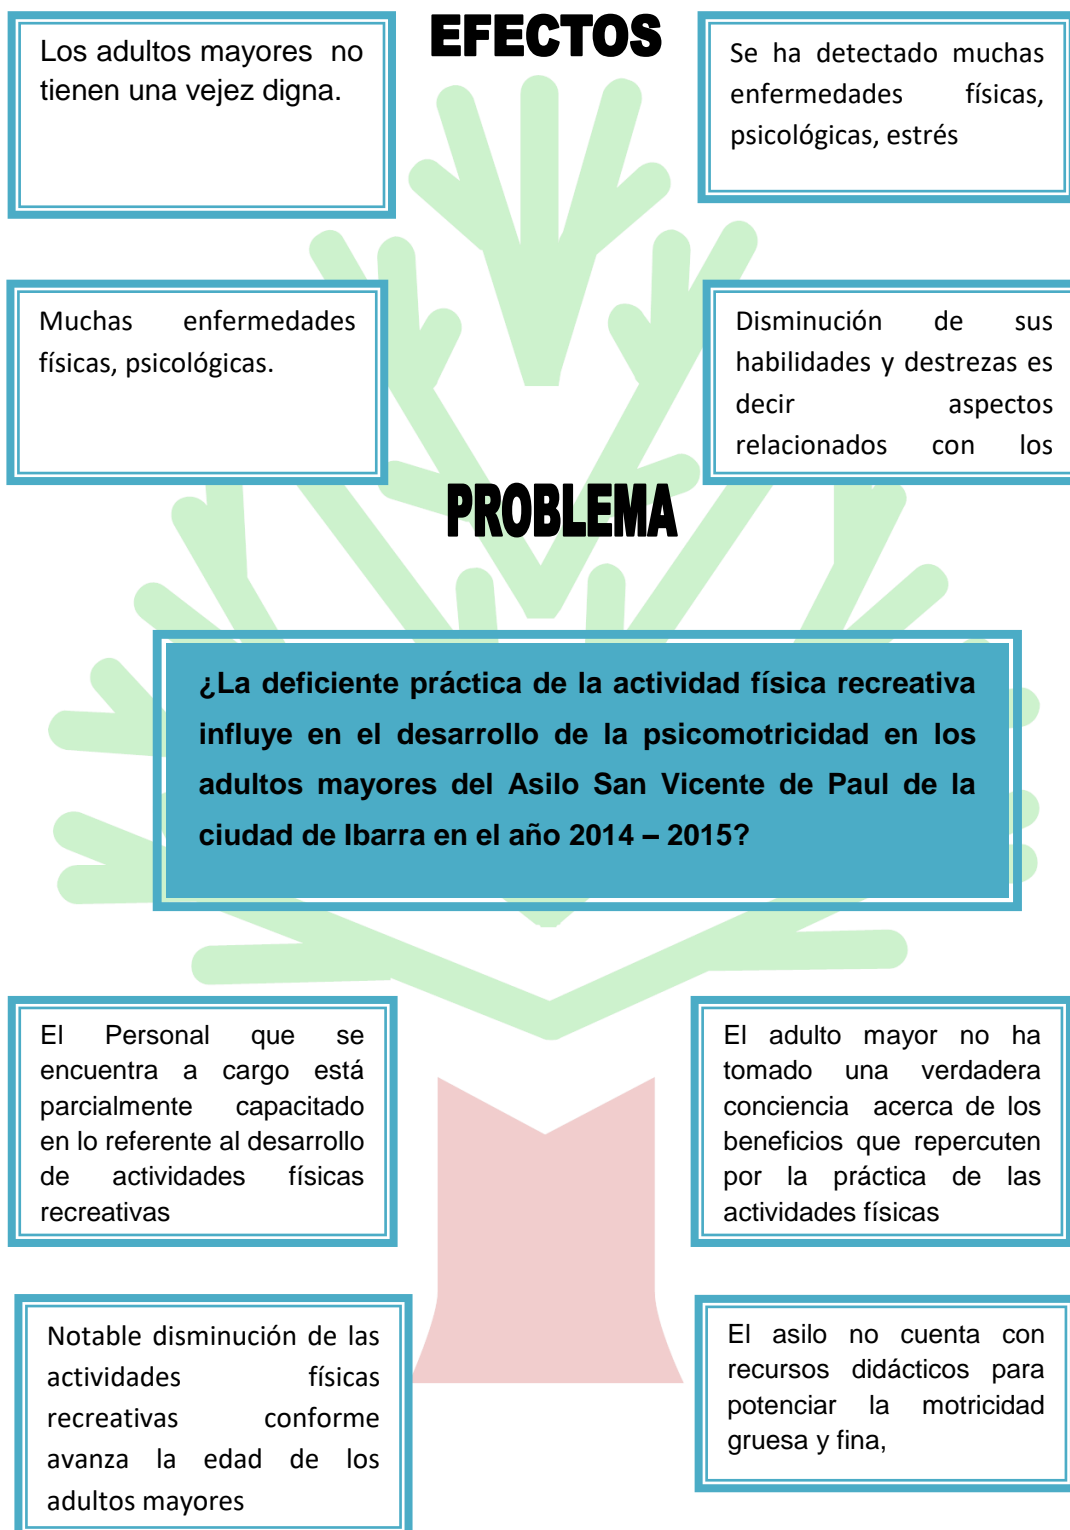 EFECTOS
Los adultos mayores no
tienen una vejez digna.
Se ha detectado muchas
enfermedades físicas,
psicológicas, estrés
Muchas enfermedades
físicas, psicológicas.
Disminución de sus
habilidades y destrezas es
decir aspectos
relacionados con los
PROBLEMA
¿La deficiente práctica de la actividad física recreativa
influye en el desarrollo de la psicomotricidad en los
adultos mayores del Asilo San Vicente de Paul de la
ciudad de Ibarra en el año 2014 – 2015?
El Personal que se
encuentra a cargo está
parcialmente capacitado
en lo referente al desarrollo
de actividades físicas
recreativas
El adulto mayor no ha
tomado una verdadera
conciencia acerca de los
beneficios que repercuten
por la práctica de las
actividades físicas
Notable disminución de las
actividades físicas
recreativas conforme
avanza la edad de los
adultos mayores
El asilo no cuenta con
recursos didácticos para
potenciar la motricidad
gruesa y fina,